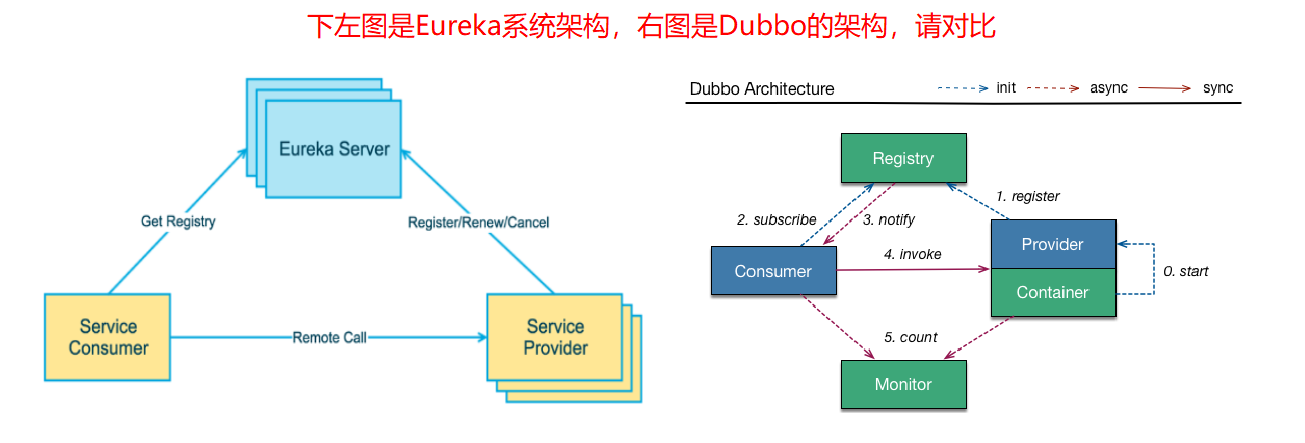 下左图是Eureka系统架构，右图是Dubbo的架构，请对比
Eureka Server
Get Registry
Register/Renew/Cancel
Service
Consumer
Remote Call
Service
Provider
Dubbo Architecture
init
async
sync
Registry
1. register
2. subscribe
3. notify
Provider
4. invoke
Consumer
0. start
Container
5. count
Monitor